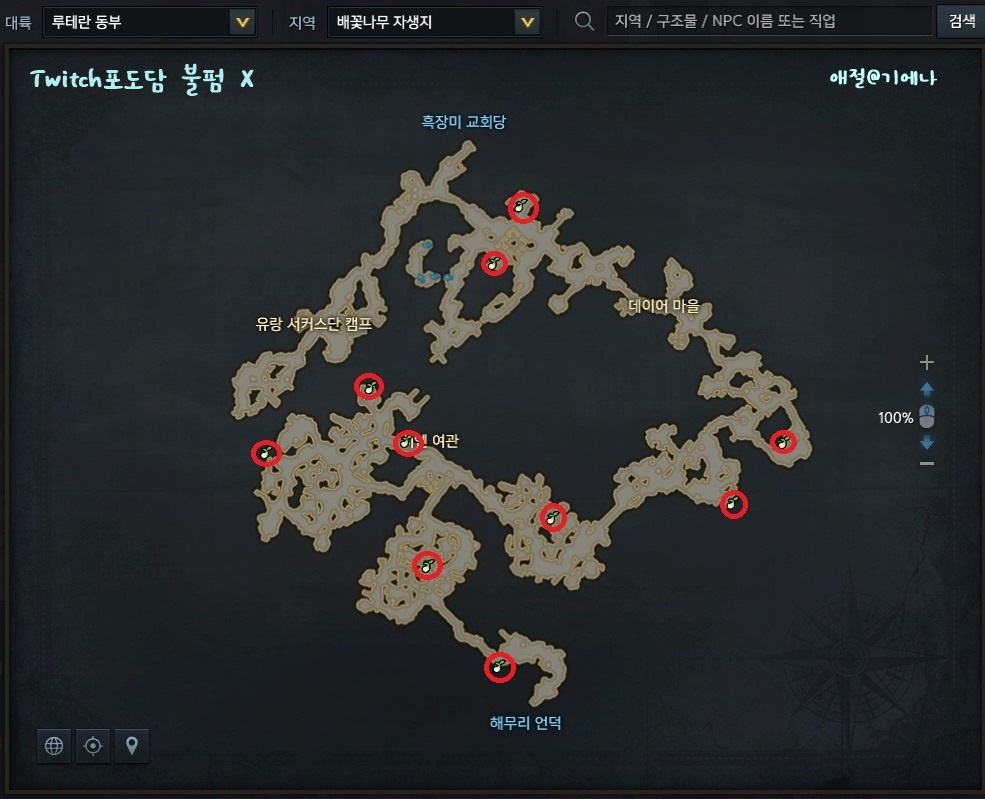 대륙 루테란 동부 지역 배꽃나무 자생지 지역 / 구조물 / NPC 이름 또는 직업 검색
Twitch포도담 불펌 X 애절@기에나
흑장미 교회당
데이어 마을
유랑 서커스단 캠프
100%
여관
해무리 언덕